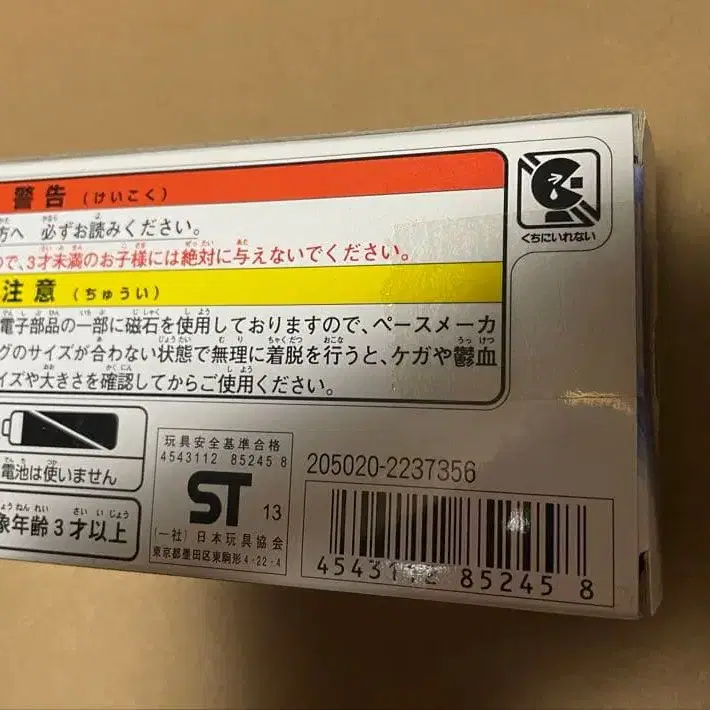 警告(けいこく)
方へ 必ずお読みください。
ので、3才未満のお子様には絶対に与えないでください。
注意(ちゅうい)
電子部品の一部に磁石を使用しておりますので、ペースメーカ
グのサイズが合わない状態で無理に着脱を行うと、ケガや鬱血
イズや大きさを確認してからご使用ください。
くちにいれない
電池は使いません
象年齢3才以上
玩具安全基準合格
4543112 85245 8
ST 13
(一社)日本玩具協会
東京都墨田区東駒形4-22-4
205020-2237356
4543112 85245 8